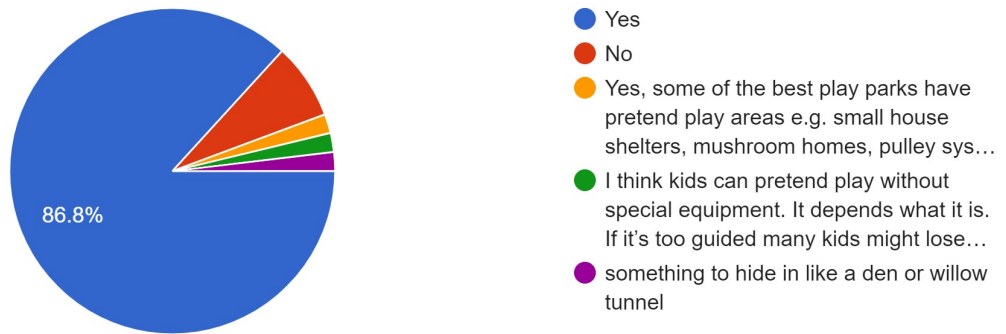 86.8%
Yes
No
Yes, some of the best play parks have
pretend play areas e.g. small house
shelters, mushroom homes, pulley sys…
I think kids can pretend play without
special equipment. It depends what it is.
If it’s too guided many kids might lose…
something to hide in like a den or willow
tunnel